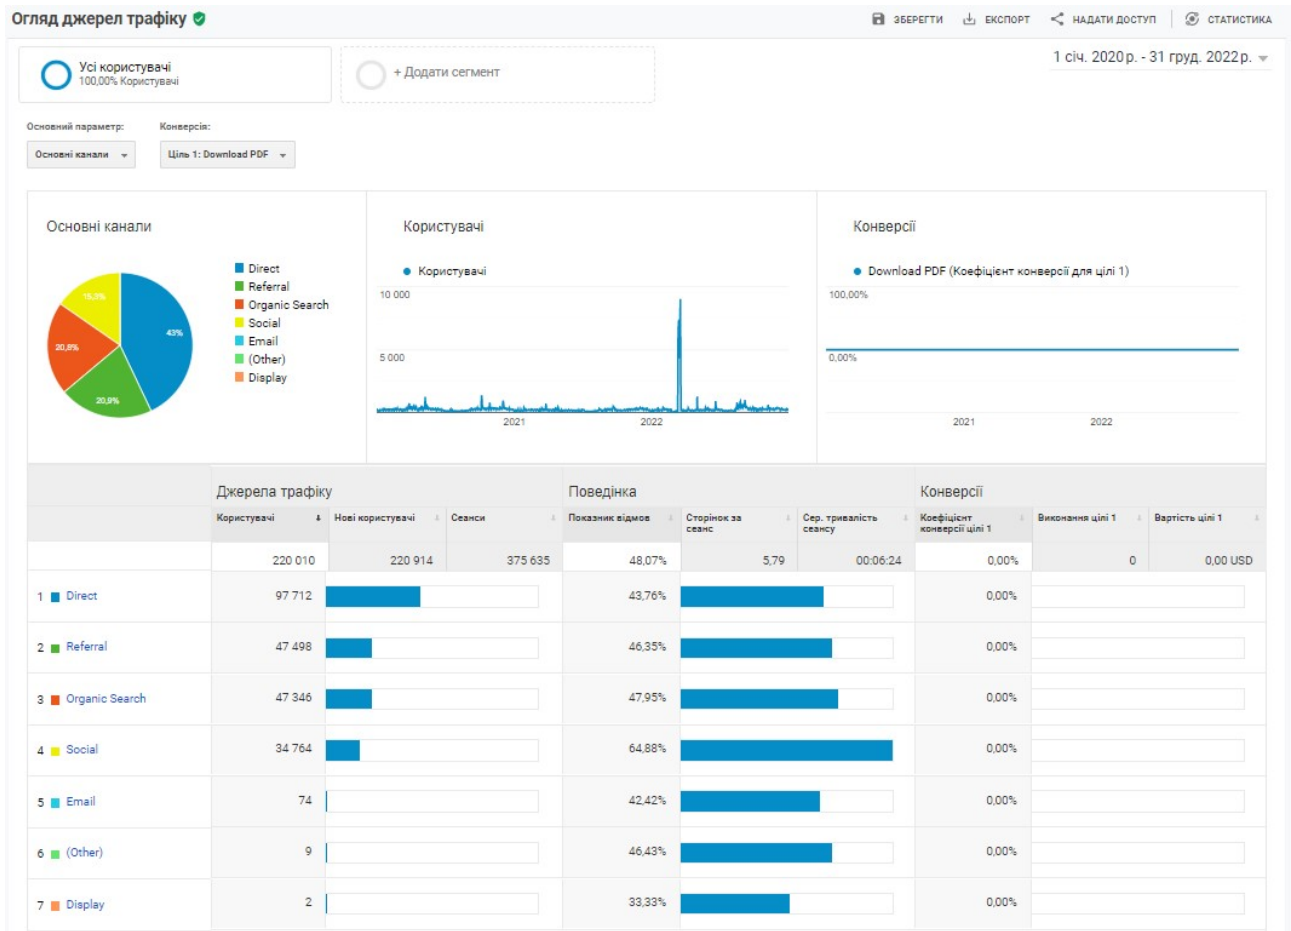 Огляд джерел трафіку
ЗБЕРЕГТИ ЕКСПОРТ НАДАТИ ДОСТУП СТАТИСТИКА
Усі користувачі
100,00% Користувачі
+ Додати сегмент
1 січ. 2020 р. - 31 груд. 2022 р.
Основний параметр:
Конверсія:
Основні канали
Ціль 1: Download PDF
Основні канали
Direct
Referral
Organic Search
Social
Email
(Other)
Display
43%
20,9%
20,8%
15,3%
Користувачі
Користувачі
10 000
5 000
2021 2022
Конверсії
Download PDF (Коефіцієнт конверсії для цілі 1)
100,00%
0,00%
2021 2022
Джерела трафіку Поведінка Конверсії
Користувачі Нові користувачі Сеанси Показник відмов Сторінок за сеанс Сер. тривалість сеансу Коефіцієнт конверсії цілі 1 Виконання цілі 1 Вартість цілі 1
220 010 220 914 375 635 48,07% 5,79 00:06:24 0,00% 0 0,00 USD
1 Direct 97 712 43,76% 0,00%
2 Referral 47 498 46,35% 0,00%
3 Organic Search 47 346 47,95% 0,00%
4 Social 34 764 64,88% 0,00%
5 Email 74 42,42% 0,00%
6 (Other) 9 46,43% 0,00%
7 Display 2 33,33% 0,00%